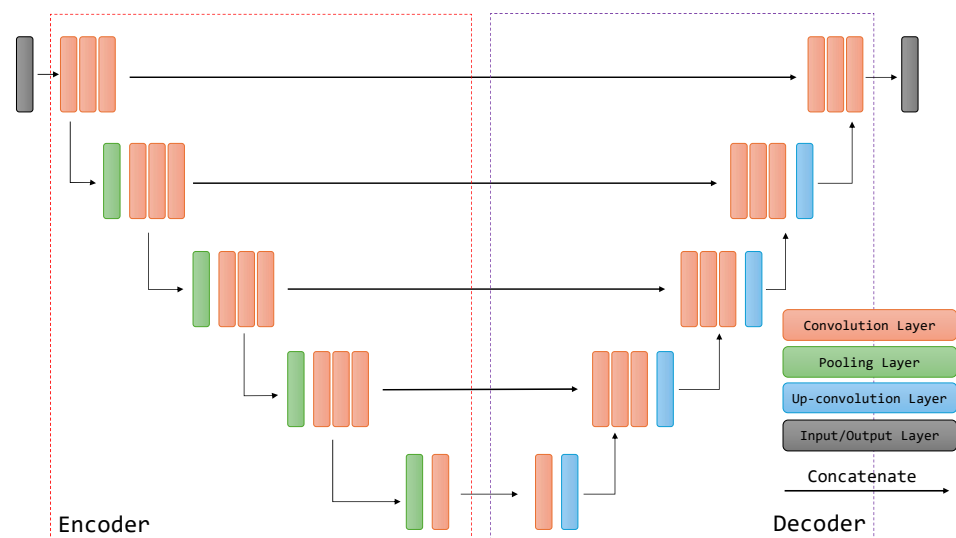 Convolution Layer
Pooling Layer
Up-convolution Layer
Input/Output Layer
Concatenate
Encoder
Decoder